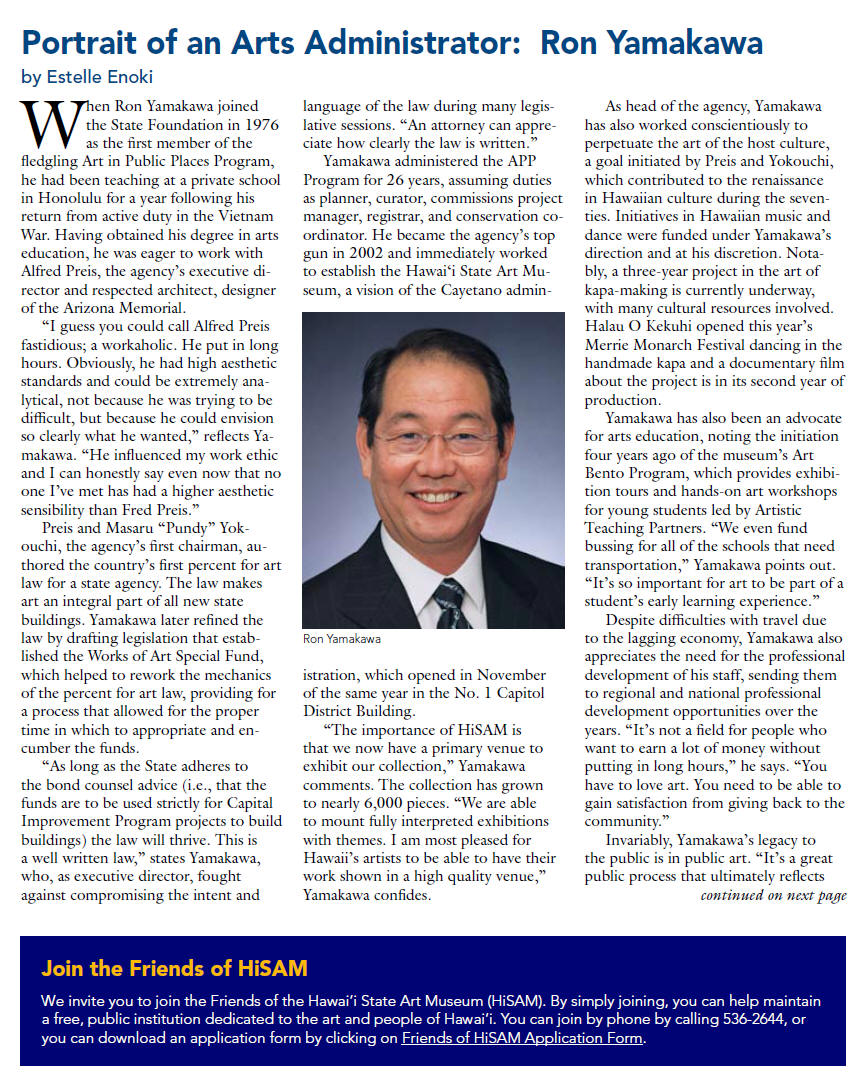 Portrait of an Arts Administrator:  Ron Yamakawa
by Estelle Enoki
When Ron Yamakawa joined
the State Foundation in 1976
as the first member of the
fledgling Art in Public Places Program,
he had been teaching at a private school
in Honolulu for a year following his
return from active duty in the Vietnam
War. Having obtained his degree in arts
education, he was eager to work with
Alfred Preis, the agency’s executive di-
rector and respected architect, designer
of the Arizona Memorial.
“I guess you could call Alfred Preis
fastidious; a workaholic. He put in long
hours. Obviously, he had high aesthetic
standards and could be extremely ana-
lytical, not because he was trying to be
difficult, but because he could envision
so clearly what he wanted,” reflects Ya-
makawa. “He influenced my work ethic
and I can honestly say even now that no
one I’ve met has had a higher aesthetic
sensibility than Fred Preis.”
Preis and Masaru “Pundy” Yok-
ouchi, the agency’s first chairman, au-
thored the country’s first percent for art
law for a state agency. The law makes
art an integral part of all new state
buildings. Yamakawa later refined the
law by drafting legislation that estab-
lished the Works of Art Special Fund,
which helped to rework the mechanics
of the percent for art law, providing for
a process that allowed for the proper
time in which to appropriate and en-
cumber the funds.
“As long as the State adheres to
the bond counsel advice (i.e., that the
funds are to be used strictly for Capital
Improvement Program projects to build
buildings) the law will thrive. This is
a well written law,” states Yamakawa,
who, as executive director, fought
against compromising the intent and
language of the law during many legis-
lative sessions. “An attorney can appre-
ciate how clearly the law is written.”
Yamakawa administered the APP
Program for 26 years, assuming duties
as planner, curator, commissions project
manager, registrar, and conservation co-
ordinator. He became the agency’s top
gun in 2002 and immediately worked
to establish the Hawai‘i State Art Mu-
seum, a vision of the Cayetano admin-
Ron Yamakawa
istration, which opened in November
of the same year in the No. 1 Capitol
District Building.
“The importance of HiSAM is
that we now have a primary venue to
exhibit our collection,” Yamakawa
comments. The collection has grown
to nearly 6,000 pieces. “We are able
to mount fully interpreted exhibitions
with themes. I am most pleased for
Hawaii’s artists to be able to have their
work shown in a high quality venue,”
Yamakawa confides.
As head of the agency, Yamakawa
has also worked conscientiously to
perpetuate the art of the host culture,
a goal initiated by Preis and Yokouchi,
which contributed to the renaissance
in Hawaiian culture during the seven-
ties. Initiatives in Hawaiian music and
dance were funded under Yamakawa’s
direction and at his discretion. Nota-
bly, a three-year project in the art of
kapa-making is currently underway,
with many cultural resources involved.
Halau O Kekuhi opened this year’s
Merrie Monarch Festival dancing in the
handmade kapa and a documentary film
about the project is in its second year of
production.
Yamakawa has also been an advocate
for arts education, noting the initiation
four years ago of the museum’s Art
Bento Program, which provides exhibi-
tion tours and hands-on art workshops
for young students led by Artistic
Teaching Partners. “We even fund
bussing for all of the schools that need
transportation,” Yamakawa points out.
“It’s so important for art to be part of a
student’s early learning experience.”
Despite difficulties with travel due
to the lagging economy, Yamakawa also
appreciates the need for the professional
development of his staff, sending them
to regional and national professional
development opportunities over the
years. “It’s not a field for people who
want to earn a lot of money without
putting in long hours,” he says. “You
have to love art. You need to be able to
gain satisfaction from giving back to the
community.”
Invariably, Yamakawa’s legacy to
the public is in public art. “It’s a great
public process that ultimately reflects
continued on next page
Join the Friends of HiSAM
We invite you to join the Friends of the Hawai‘i State Art Museum (HiSAM). By simply joining, you can help maintain
a free, public institution dedicated to the art and people of Hawai‘i. You can join by phone by calling 536-2644, or
you can download an application form by clicking on Friends of HiSAM Application Form.